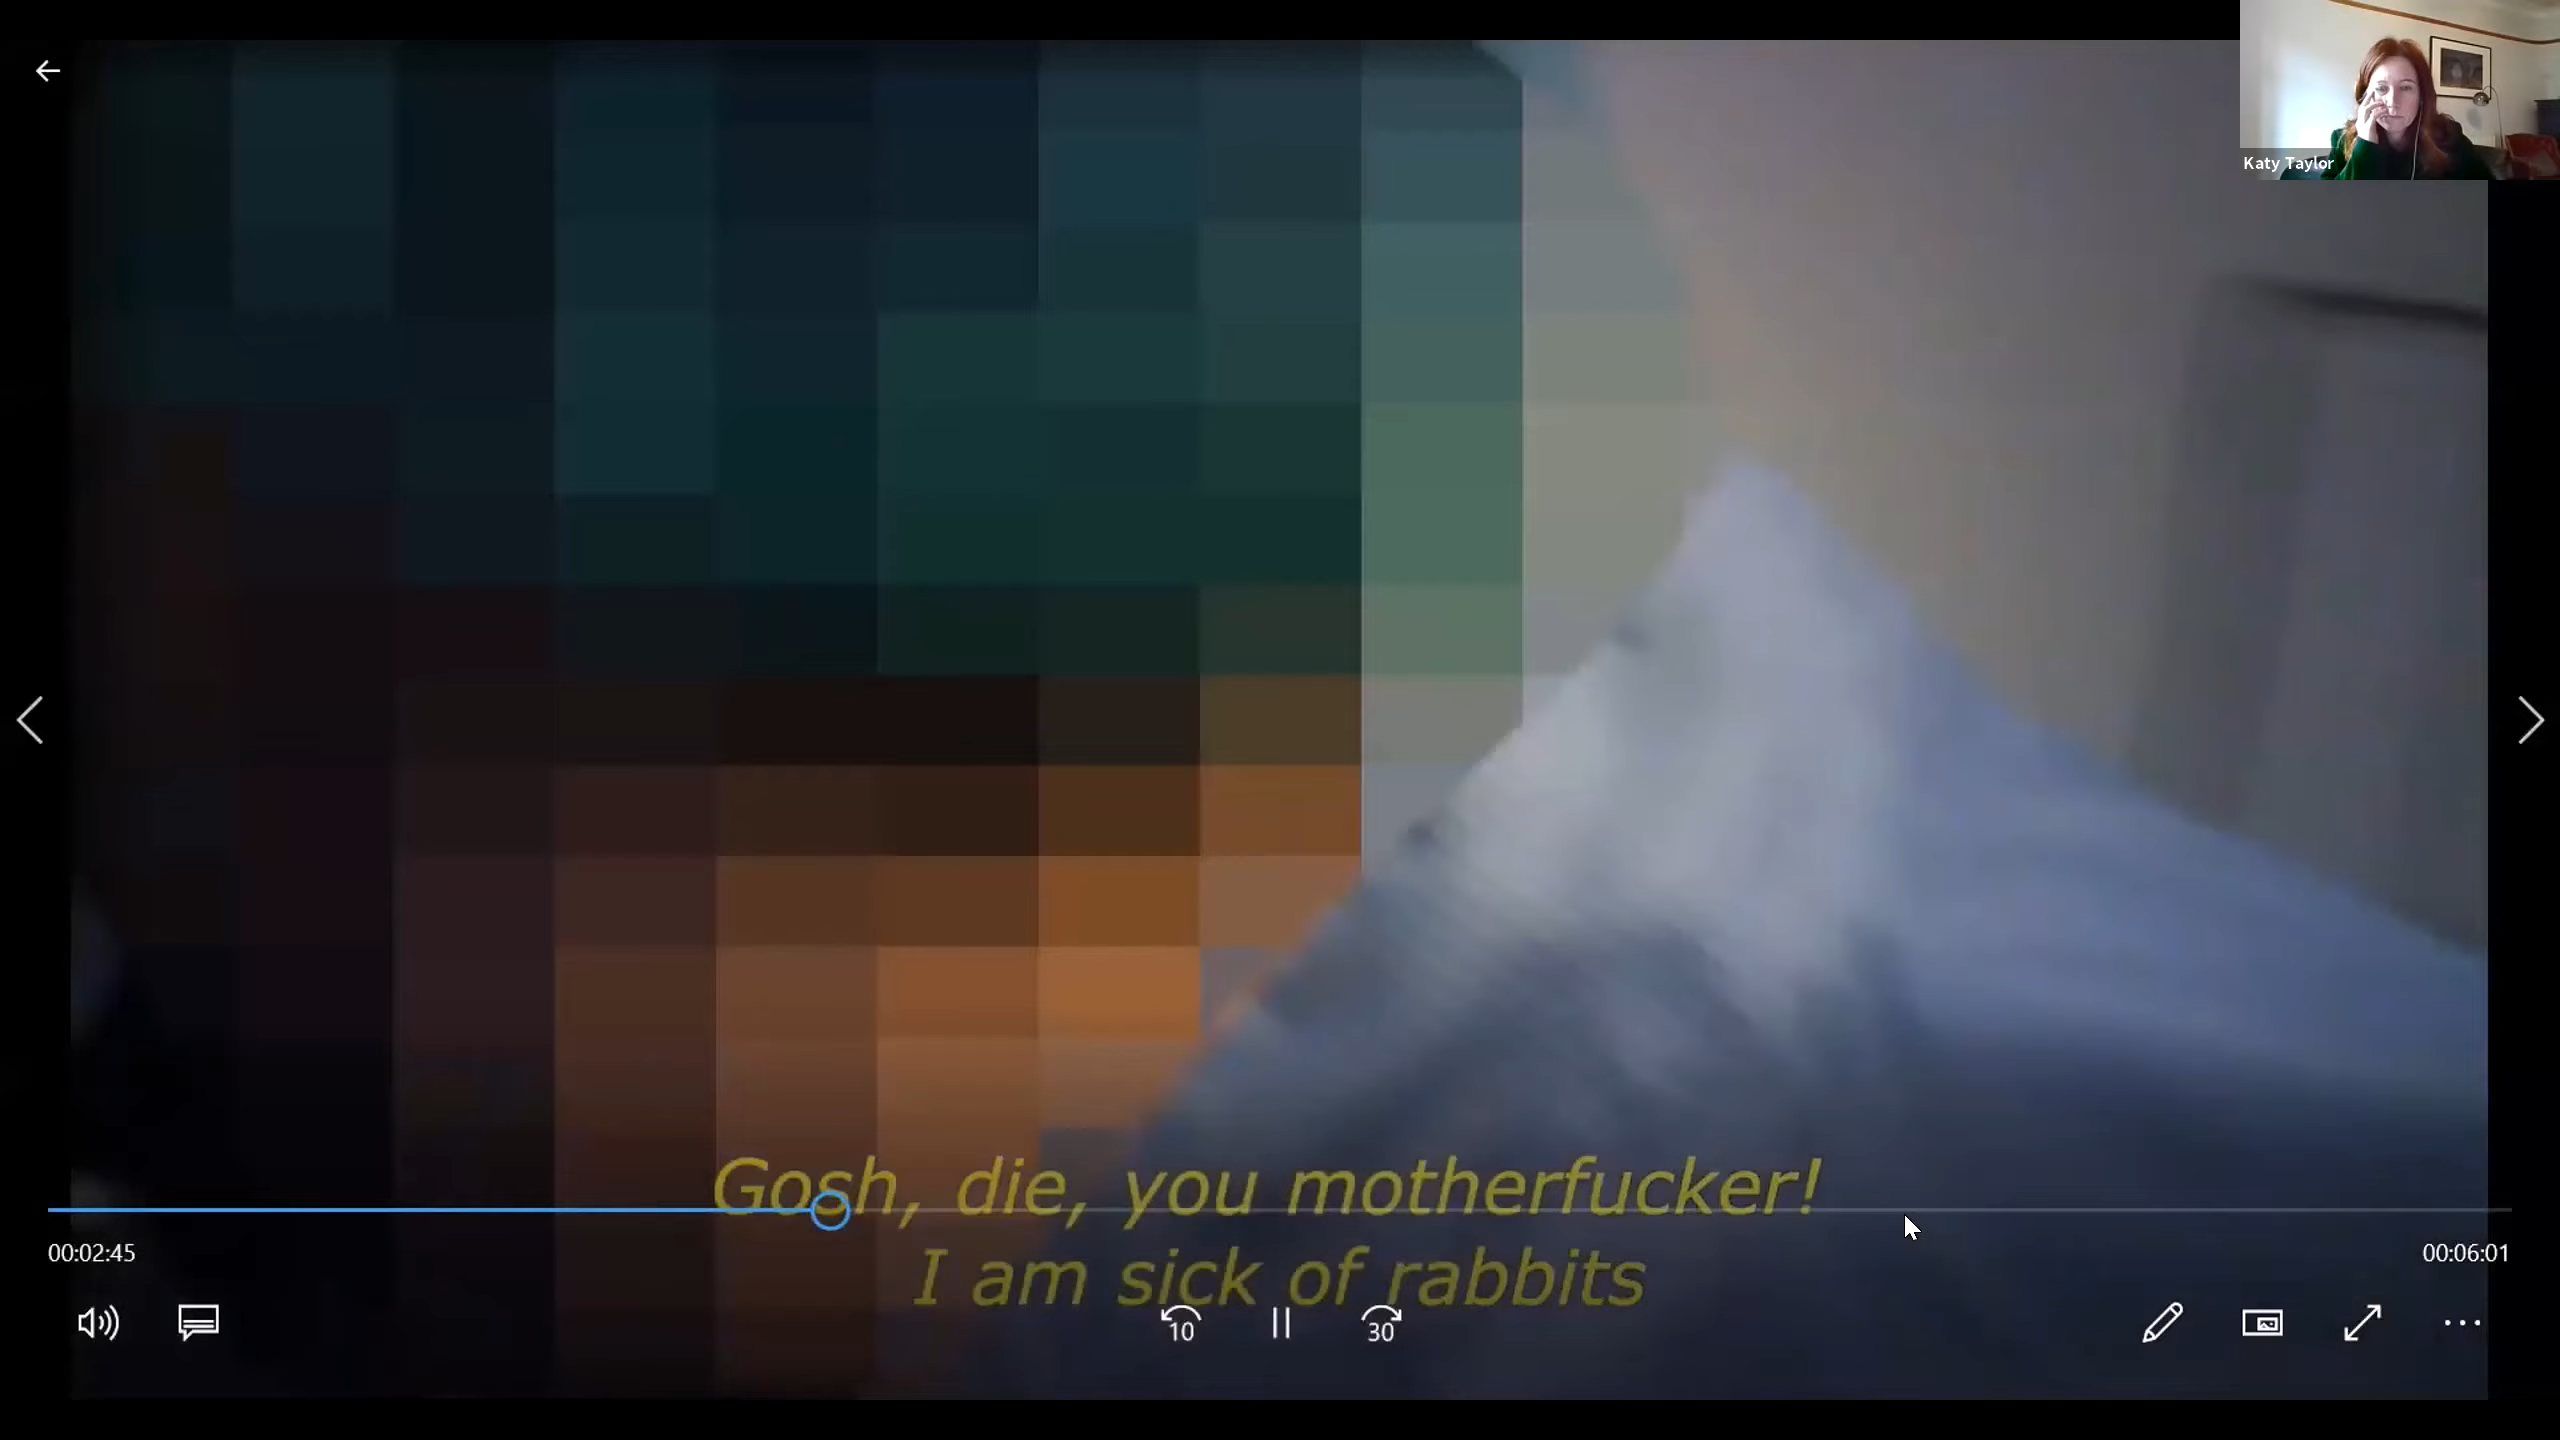 Katy Taylor
Gosh, die, you motherfucker!
I am sick of rabbits
00:02:45
00:06:01
10
30